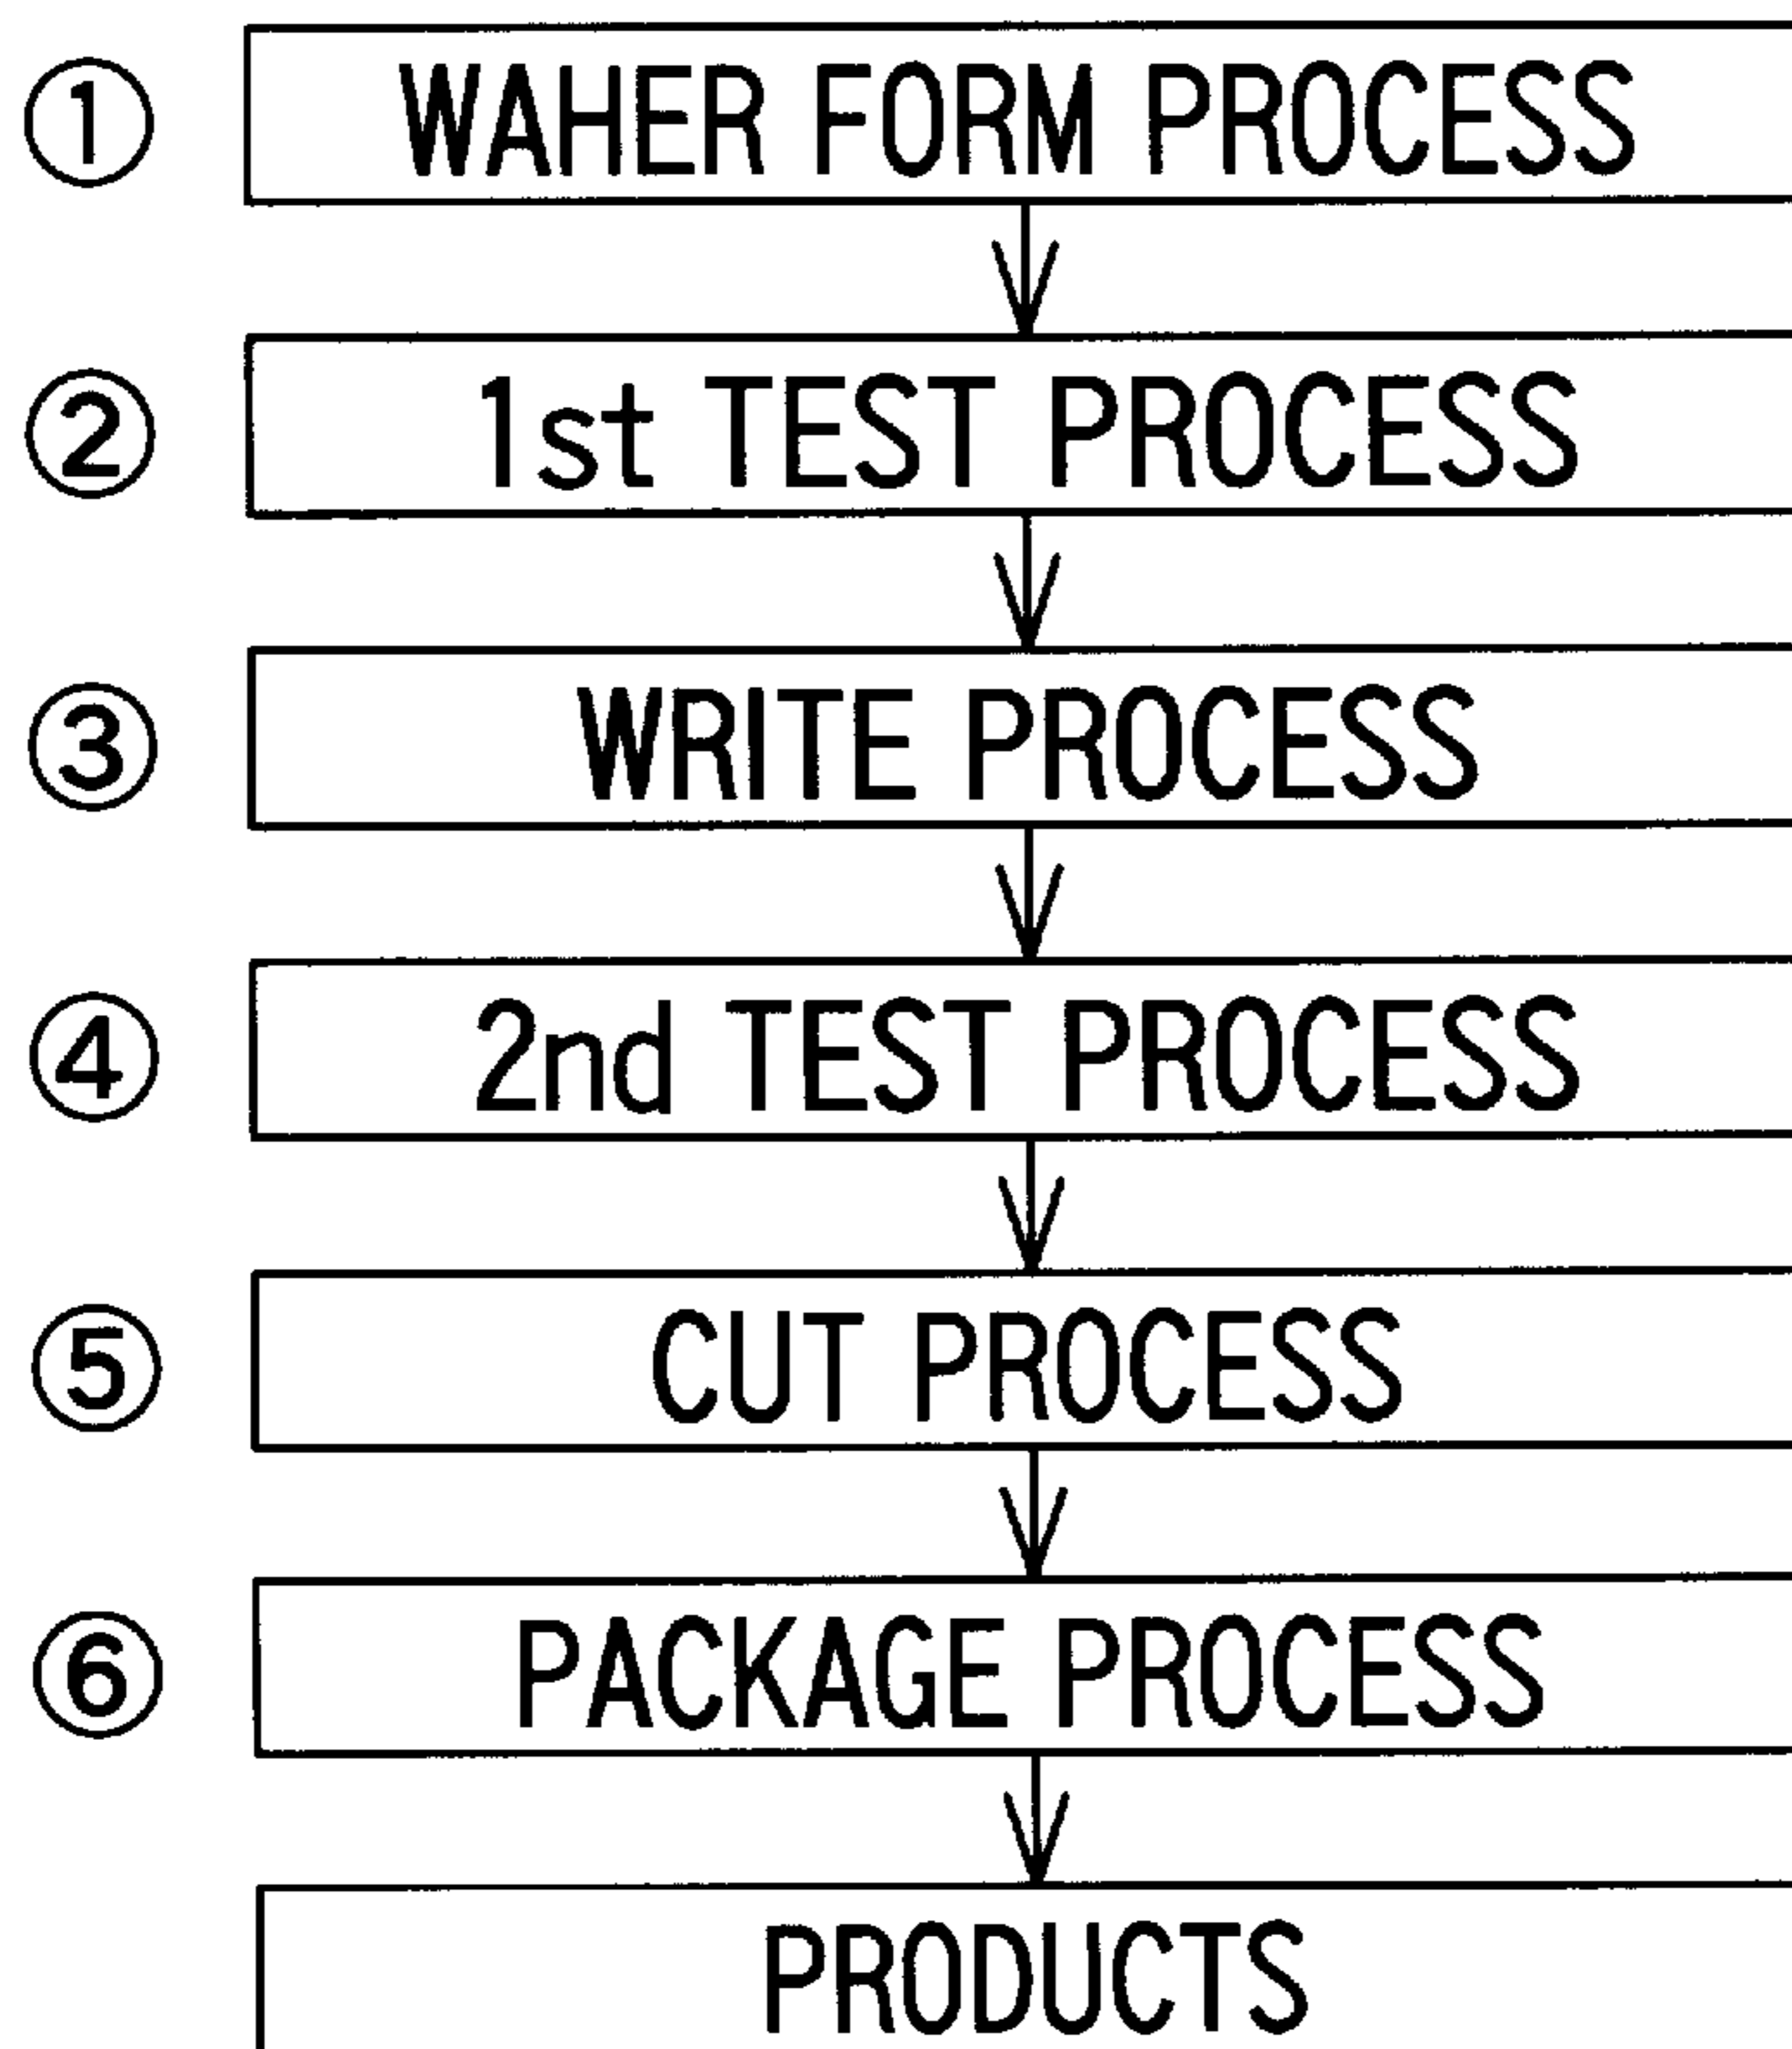 ① WAHER FORM PROCESS
② 1st TEST PROCESS
③ WRITE PROCESS
④ 2nd TEST PROCESS
⑤ CUT PROCESS
⑥ PACKAGE PROCESS
PRODUCTS